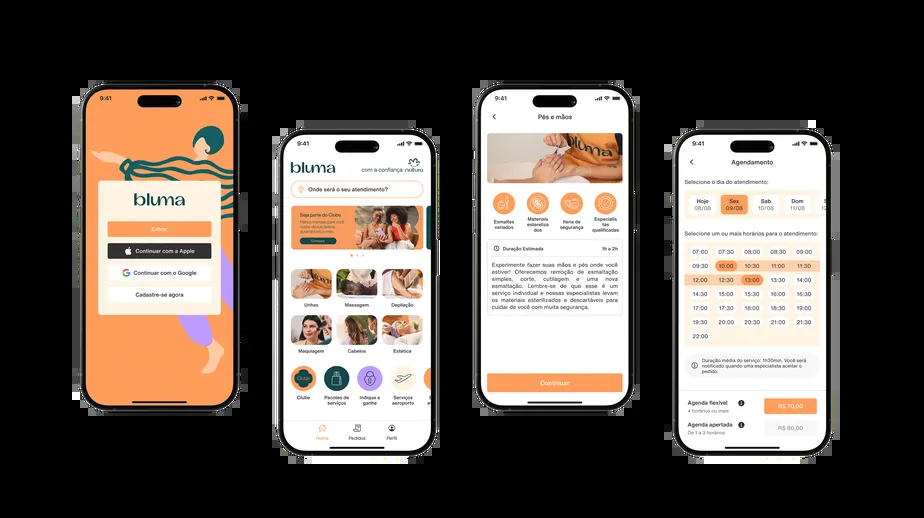 9:41
bluma
Entrar
Continuar com a Apple
Continuar com o Google
Cadastre-se agora
9:41
bluma
com a confiança natura
Onde será o seu atendimento?
Seja parte do Clube.
Unhas
Massagem
Depilação
Maquiagem
Cabelos
Estética
Clube
Clube
Pacotes de
serviços
Indique e
ganhe
Serviços
aeroporto
Home
Pedidos
Perfil
9:41
Pés e mãos
bluma
Esmaltes
variados
Materiais
estereliza
dos
Itens de
segurança
Especialis
tas
qualificadas
Duração Estimada
1h a 2h
Experimente fazer suas mãos e pés onde você
estiver! Oferecemos remoção de esmaltação
simples, corte, cutilagem e uma nova
esmaltação. Lembre-se de que esse é um
serviço individual e nossas especialistas levam
os materiais esterilizados e descartáveis para
cuidar de você com muita segurança.
Continuar
9:41
Agendamento
Selecione o dia do atendimento:
Hoje
08/08
Sex
09/08
Sab
10/08
Dom
11/08
Selecione um ou mais horários para o atendimento:
07:00 07:30 08:00 08:30 09:00
09:30 10:00 10:30 11:00 11:30
12:00 12:30 13:00 13:30 14:00
14:30 15:00 15:30 16:00 16:30
17:00 17:30 18:00 18:30 19:00
19:30 20:00 20:30 21:00 21:30
22:00
Duração média do serviço: 1h30min. Você será
notificado quando uma especialista aceitar o
pedido.
Agenda flexível
4 horários ou mais
R$ 70,00
Agenda apertada
De 1 a 3 horários
R$ 80,00